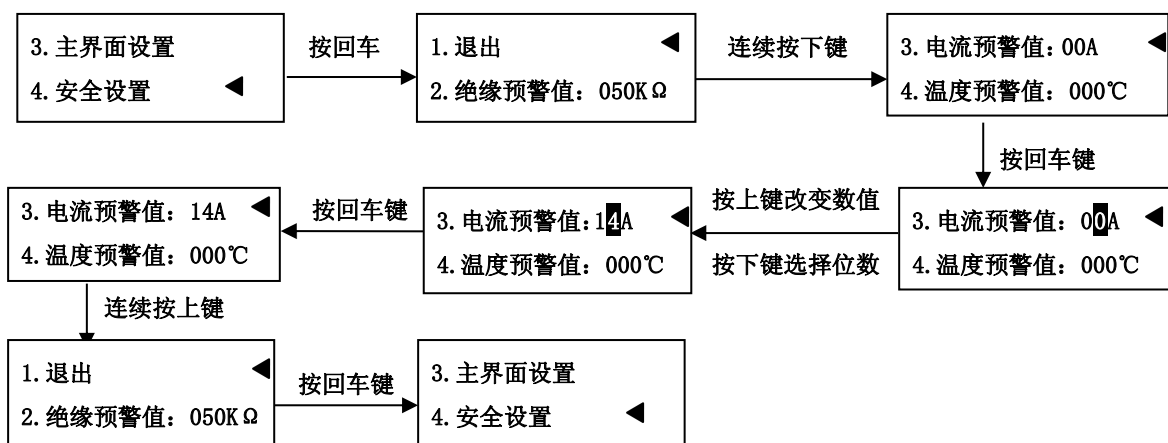 3.主界面设置
4.安全设置
按回车
1.退出
2.绝缘预警值：050KΩ
连续按下键
3.电流预警值：00A
4.温度预警值：000℃
按回车键
3.电流预警值：00A
4.温度预警值：000℃
按上键改变数值
按下键选择位数
3.电流预警值：14A
4.温度预警值：000℃
按回车键
3.电流预警值：14A
4.温度预警值：000℃
连续按上键
1.退出
2.绝缘预警值：050KΩ
按回车键
3.主界面设置
4.安全设置